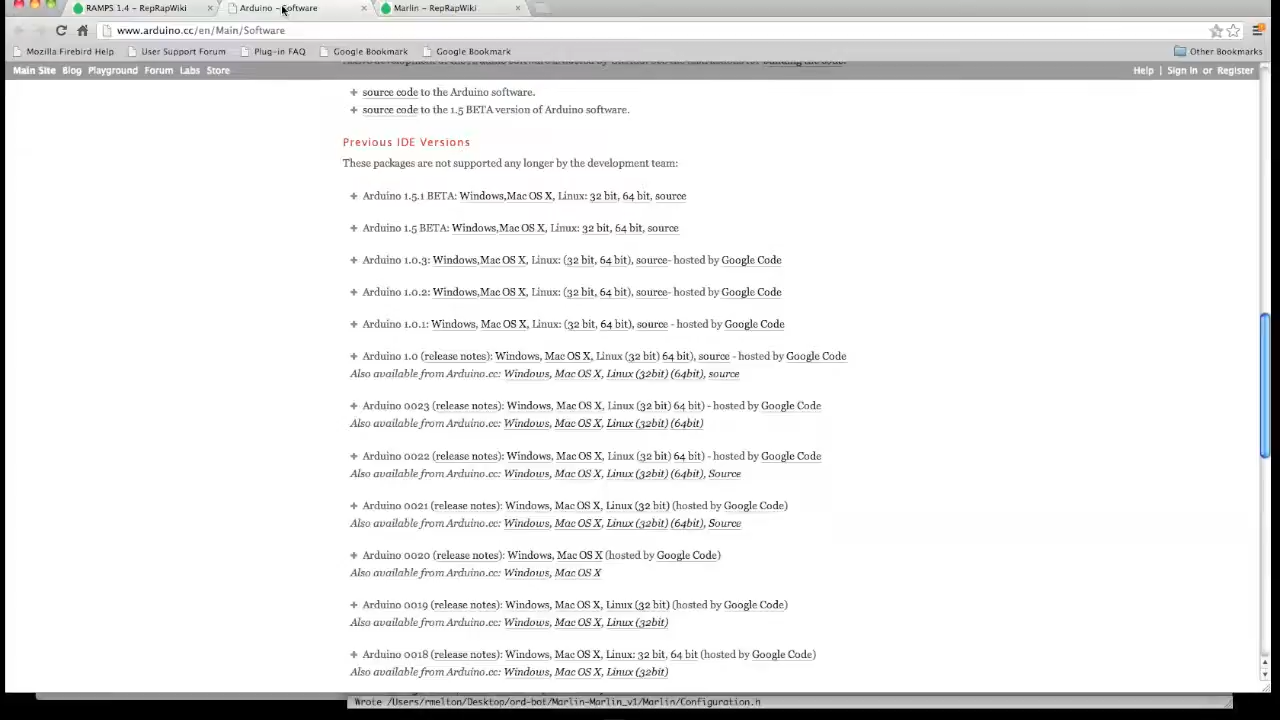 RAMPS 1.4 – RepRapWiki
Arduino – Software
Marlin – RepRapWiki
www.arduino.cc/en/Main/Software
Mozilla Firebird Help User Support Forum Plug-in FAQ Google Bookmark Google Bookmark Other Bookmarks
Main Site Blog Playground Forum Labs Store Help | Sign In or Register
source code to the Arduino software.
source code to the 1.5 BETA version of Arduino software.
Previous IDE Versions
These packages are not supported any longer by the development team:
Arduino 1.5.1 BETA: Windows,Mac OS X, Linux: 32 bit, 64 bit, source
Arduino 1.5 BETA: Windows,Mac OS X, Linux: 32 bit, 64 bit, source
Arduino 1.0.3: Windows,Mac OS X, Linux: (32 bit, 64 bit), source- hosted by Google Code
Arduino 1.0.2: Windows,Mac OS X, Linux: (32 bit, 64 bit), source- hosted by Google Code
Arduino 1.0.1: Windows, Mac OS X, Linux: (32 bit, 64 bit), source - hosted by Google Code
Arduino 1.0 (release notes): Windows, Mac OS X, Linux (32 bit) 64 bit), source - hosted by Google Code
Also available from Arduino.cc: Windows, Mac OS X, Linux (32bit) (64bit), source
Arduino 0023 (release notes): Windows, Mac OS X, Linux (32 bit) 64 bit) - hosted by Google Code
Also available from Arduino.cc: Windows, Mac OS X, Linux (32bit) (64bit)
Arduino 0022 (release notes): Windows, Mac OS X, Linux (32 bit) 64 bit) - hosted by Google Code
Also available from Arduino.cc: Windows, Mac OS X, Linux (32bit) (64bit), Source
Arduino 0021 (release notes): Windows, Mac OS X, Linux (32 bit) (hosted by Google Code)
Also available from Arduino.cc: Windows, Mac OS X, Linux (32bit) (64bit), Source
Arduino 0020 (release notes): Windows, Mac OS X (hosted by Google Code)
Also available from Arduino.cc: Windows, Mac OS X
Arduino 0019 (release notes): Windows, Mac OS X, Linux (32 bit) (hosted by Google Code)
Also available from Arduino.cc: Windows, Mac OS X, Linux (32bit)
Arduino 0018 (release notes): Windows, Mac OS X, Linux: 32 bit, 64 bit (hosted by Google Code)
Also available from Arduino.cc: Windows, Mac OS X, Linux (32bit)
Wrote /Users/rmelton/Desktop/ord-bot/Marlin-Marlin_v1/Marlin/Configuration.h